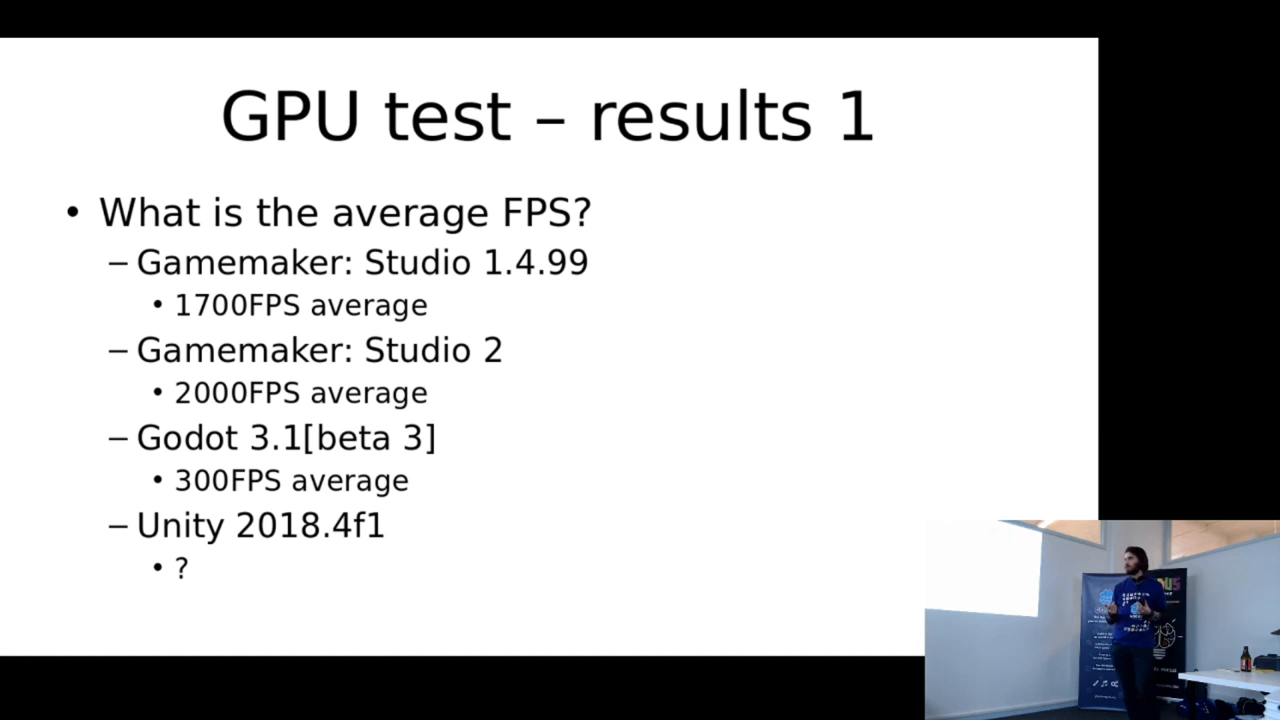 GPU test – results 1
• What is the average FPS?
– Gamemaker: Studio 1.4.99
• 1700FPS average
– Gamemaker: Studio 2
• 2000FPS average
– Godot 3.1[beta 3]
• 300FPS average
– Unity 2018.4f1
• ?